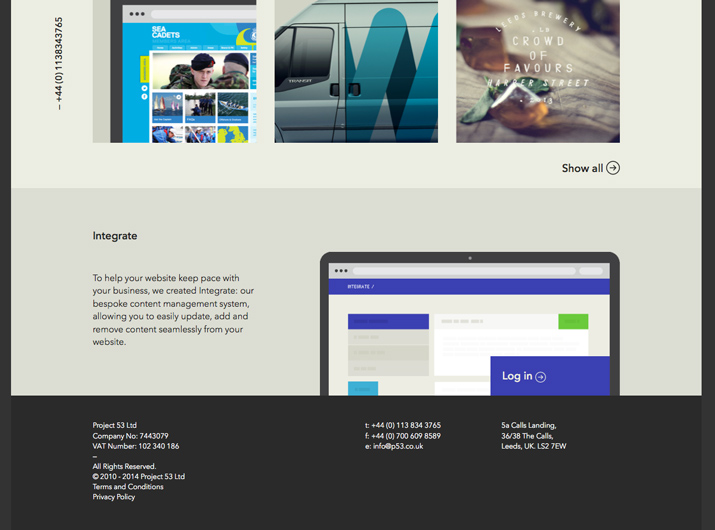 – +44 (0) 1138343765
SEA
CADETS
TRANSIT
LEEDS BREWERY
LTD
CROWD
OF
FAVOURS
HARPER STREET
Show all
Integrate
To help your website keep pace with
your business, we created Integrate: our
bespoke content management system,
allowing you to easily update, add and
remove content seamlessly from your
website.
INTEGRATE /
Log in
Project 53 Ltd
Company No: 7443079
VAT Number: 102 340 186
–
All Rights Reserved.
© 2010 - 2014 Project 53 Ltd
Terms and Conditions
Privacy Policy
t: +44 (0) 113 834 3765
f: +44 (0) 700 609 8589
e: info@p53.co.uk
5a Calls Landing,
36/38 The Calls,
Leeds, UK. LS2 7EW